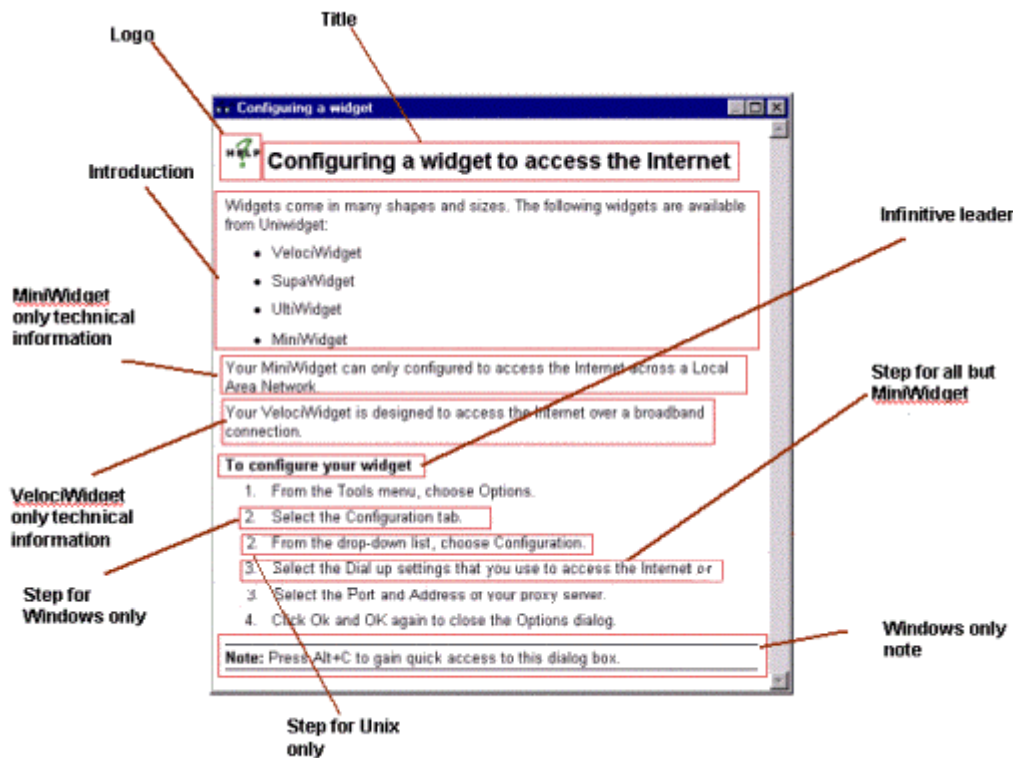 Title
Logo
Configuring a widget
HELP
Configuring a widget to access the Internet
Introduction
Widgets come in many shapes and sizes. The following widgets are available
from Uniwidget:
Infinitive leader
• VelociWidget
• SupaWidget
• UltiWidget
• MiniWidget
MiniWidget
only technical
information
Your MiniWidget can only configured to access the Internet across a Local
Area Network.
Step for all but
MiniWidget
Your VelociWidget is designed to access the Internet over a broadband
connection.
To configure your widget
1. From the Tools menu, choose Options.
VelociWidget
only technical
information
2. Select the Configuration tab.
2. From the drop-down list, choose Configuration.
3. Select the Dial up settings that you use to access the Internet or
3. Select the Port and Address or your proxy server.
4. Click Ok and OK again to close the Options dialog.
Step for
Windows only
Windows only
note
Note: Press Alt+C to gain quick access to this dialog box.
Step for Unix
only